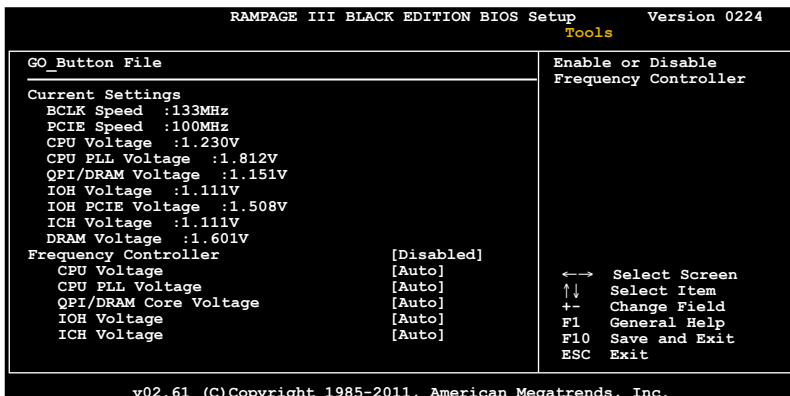 RAMPAGE III BLACK EDITION BIOS Setup Version 0224
Tools
GO_Button File
Current Settings
BCLK Speed :133MHz
PCIE Speed :100MHz
CPU Voltage :1.230V
CPU PLL Voltage :1.812V
QPI/DRAM Voltage :1.151V
IOH Voltage :1.111V
IOH PCIE Voltage :1.508V
ICH Voltage :1.111V
DRAM Voltage :1.601V
Frequency Controller [Disabled]
CPU Voltage [Auto]
CPU PLL Voltage [Auto]
QPI/DRAM Core Voltage [Auto]
IOH Voltage [Auto]
ICH Voltage [Auto]
Enable or Disable
Frequency Controller
←→ Select Screen
↑↓ Select Item
+- Change Field
F1 General Help
F10 Save and Exit
ESC Exit
v02.61 (C)Copyright 1985-2011, American Megatrends, Inc.